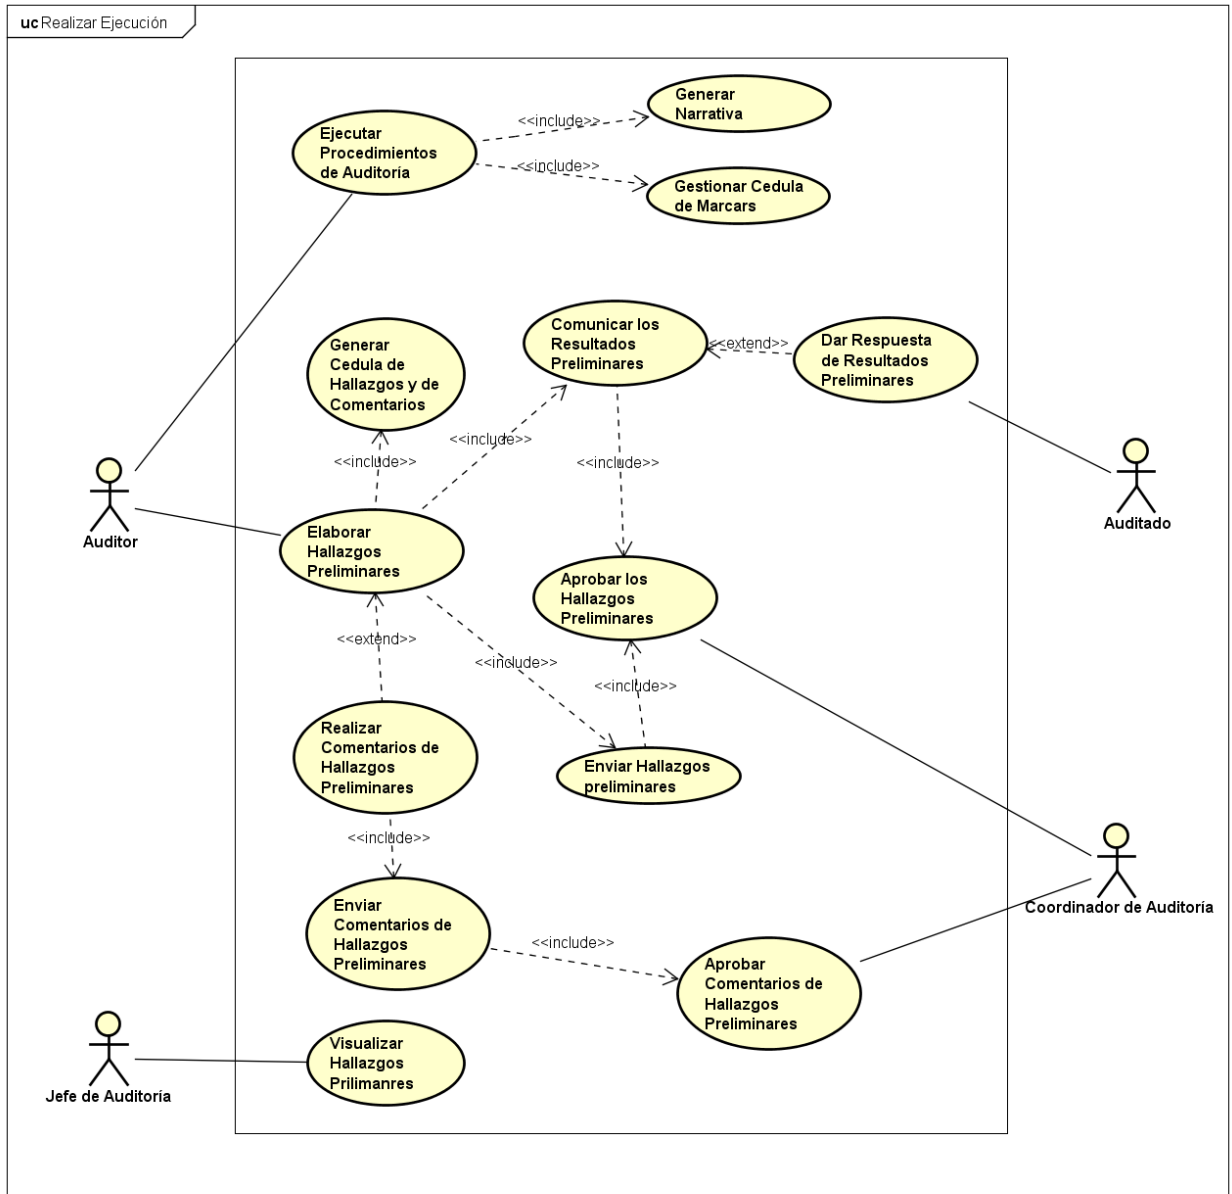 uc Realizar Ejecución
Generar
Narrativa
<<include>>
Ejecutar
Procedimientos
de Auditoría
<<include>>
Gestionar Cedula
de Marcars
Comunicar los
Resultados
Preliminares
<<extend>>
Dar Respuesta
de Resultados
Preliminares
Generar
Cedula de
Hallazgos y de
Comentarios
<<include>>
<<include>>
<<include>>
Auditor
Auditado
Elaborar
Hallazgos
Preliminares
Aprobar los
Hallazgos
Preliminares
<<extend>>
<<include>>
<<include>>
Realizar
Comentarios de
Hallazgos
Preliminares
Enviar Hallazgos
preliminares
<<include>>
Coordinador de Auditoría
Enviar
Comentarios de
Hallazgos
Preliminares
<<include>>
Aprobar
Comentarios de
Hallazgos
Preliminares
Visualizar
Hallazgos
Prilimanres
Jefe de Auditoría